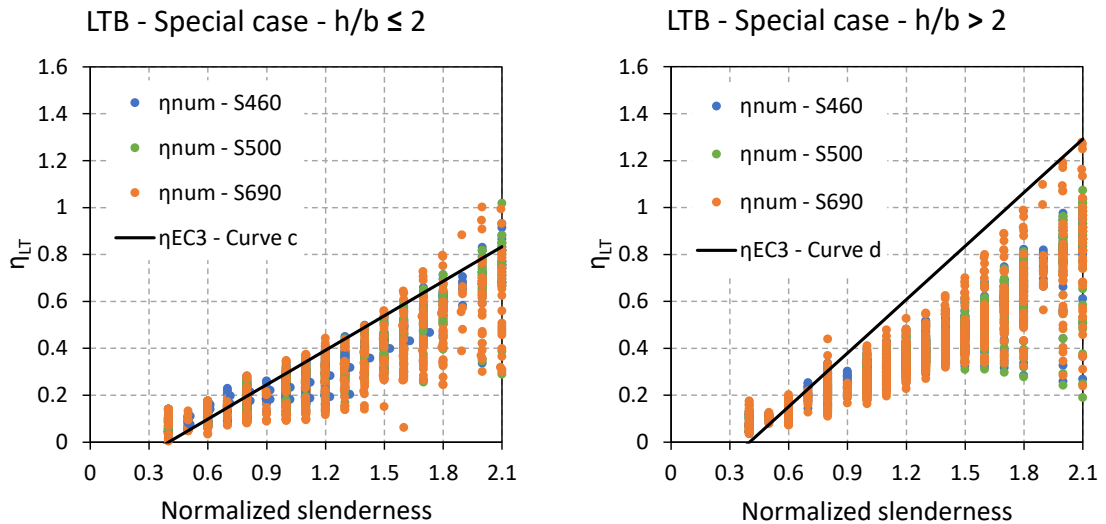 LTB - Special case - h/b ≤ 2
1.6
1.4
1.2
1
0.8
0.6
0.4
0.2
0
ηLT
ηnum - S460
ηnum - S500
ηnum - S690
ηEC3 - Curve c
0 0.3 0.6 0.9 1.2 1.5 1.8 2.1
Normalized slenderness
LTB - Special case - h/b > 2
1.6
1.4
1.2
1
0.8
0.6
0.4
0.2
0
ηLT
ηnum - S460
ηnum - S500
ηnum - S690
ηEC3 - Curve d
0 0.3 0.6 0.9 1.2 1.5 1.8 2.1
Normalized slenderness